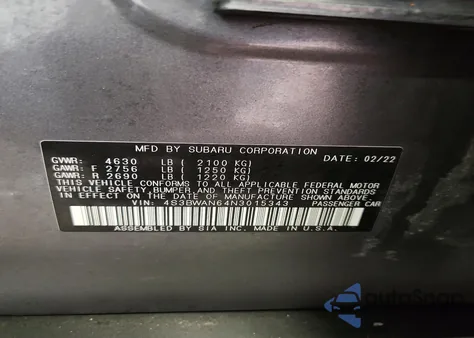 MFD BY SUBARU CORPORATION DATE: 02/22
GVWR: 4630 LB ( 2100 KG)
GAWR: F 2756 LB ( 1250 KG)
GAWR: R 2690 LB ( 1220 KG)
THIS VEHICLE CONFORMS TO ALL APPLICABLE FEDERAL MOTOR
VEHICLE SAFETY, BUMPER, AND THEFT PREVENTION STANDARDS
IN EFFECT ON THE DATE OF MANUFACTURE SHOWN ABOVE.
VIN: 4S3BWAN64N3015343 PASSENGER CAR
ASSEMBLED BY SIA INC. MADE IN U.S.A.